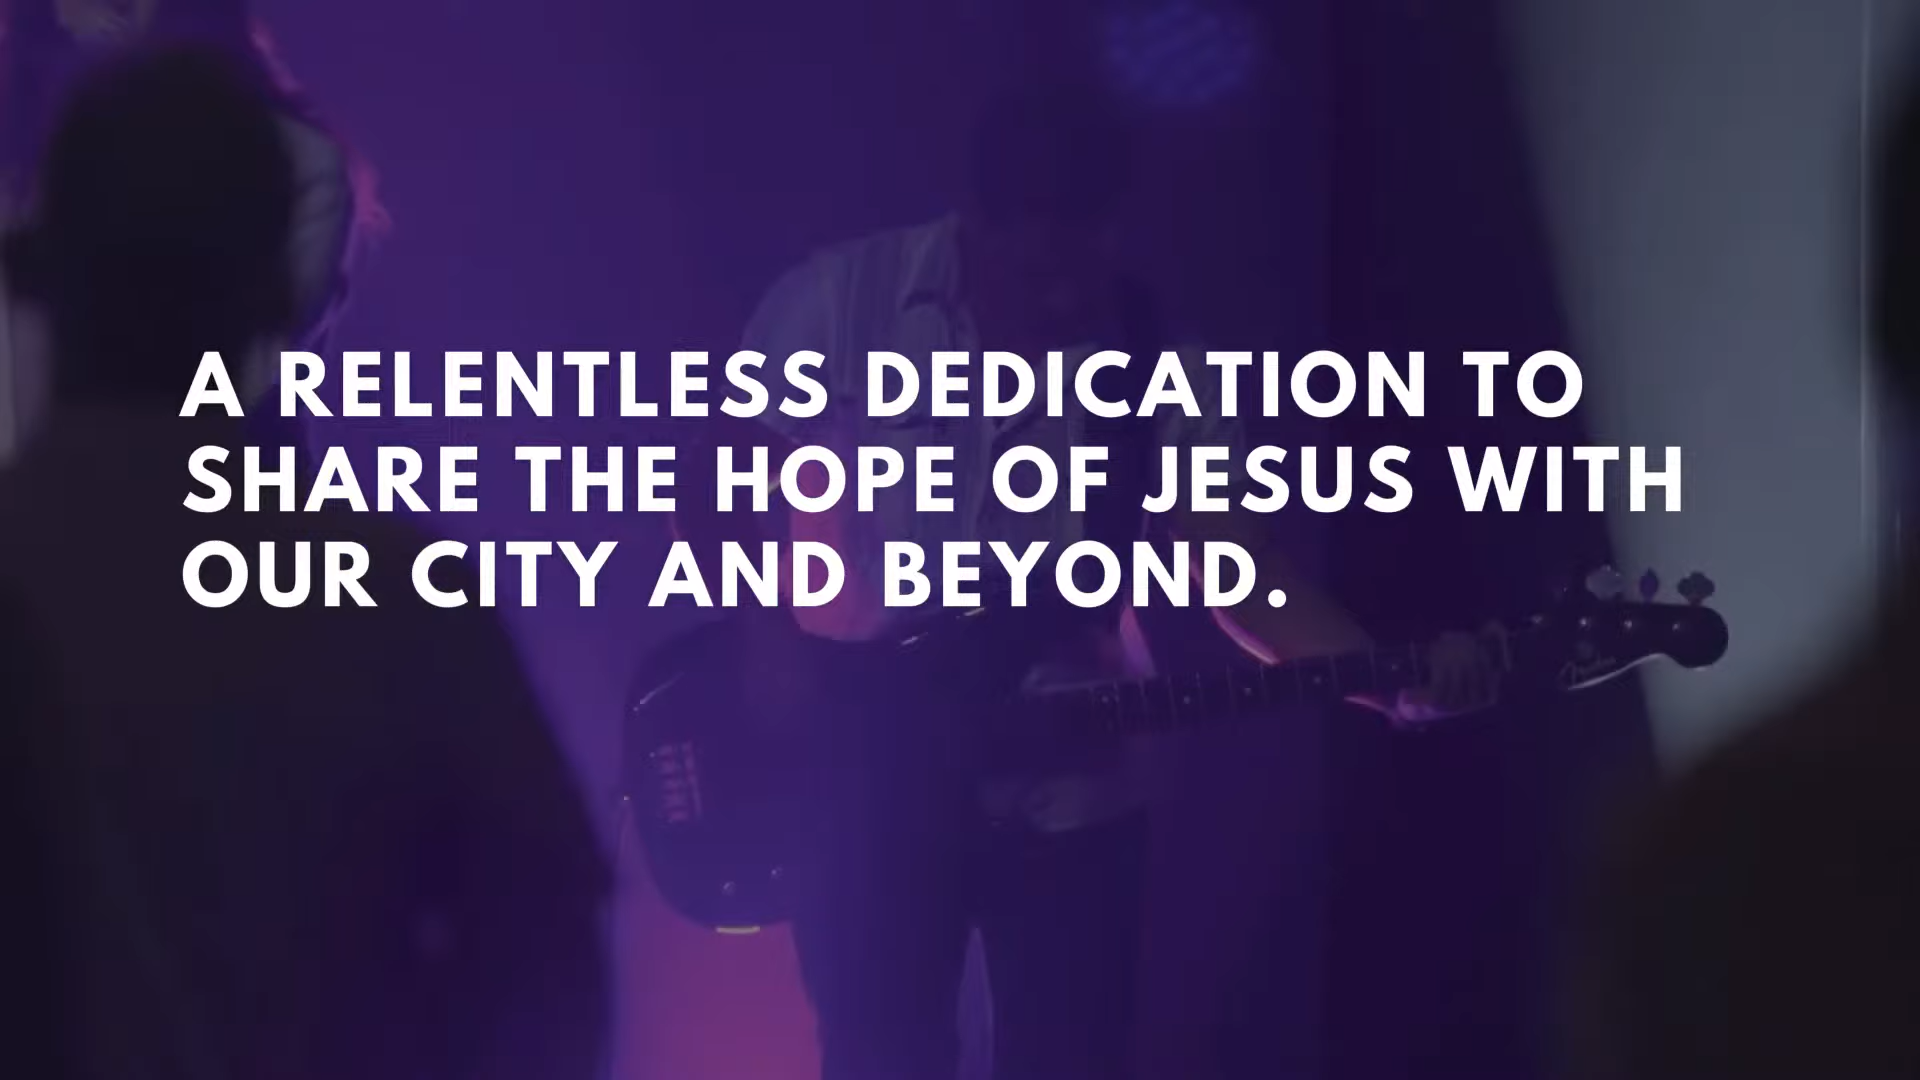 A RELENTLESS DEDICATION TO
SHARE THE HOPE OF JESUS WITH
OUR CITY AND BEYOND.